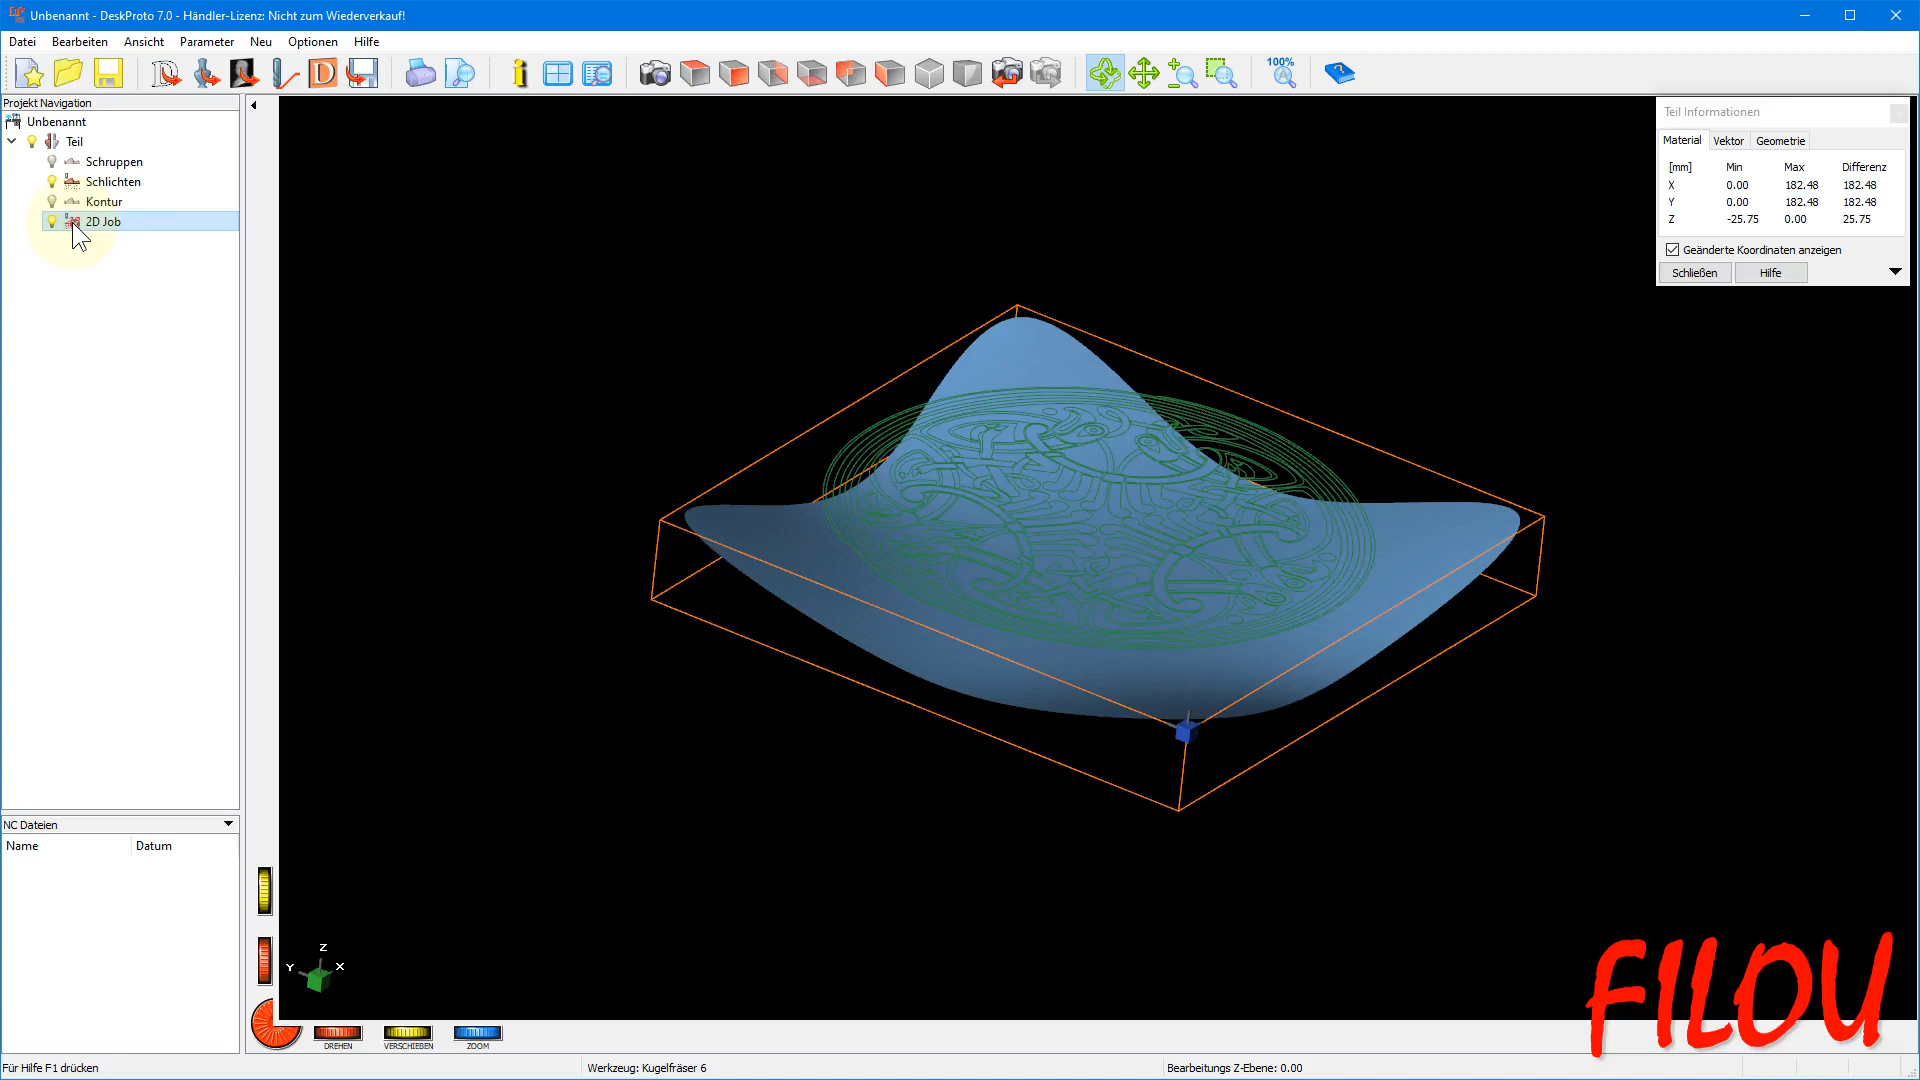 Unbenannt - DeskProto 7.0 - Händler-Lizenz: Nicht zum Wiederverkauf!
Datei Bearbeiten Ansicht Parameter Neu Optionen Hilfe
100%
Projekt Navigation
Unbenannt
Teil
Schruppen
Schlichten
Kontur
2D Job
Teil Informationen
Material Vektor Geometrie
[mm] Min Max Differenz
X 0.00 182.48 182.48
Y 0.00 182.48 182.48
Z -25.75 0.00 25.75
Geänderte Koordinaten anzeigen
Schließen Hilfe
NC Dateien
Name Datum
Z
Y X
DREHEN VERSCHIEBEN ZOOM
FILOU
Für Hilfe F1 drücken Werkzeug: Kugelfräser 6 Bearbeitungs Z-Ebene: 0.00